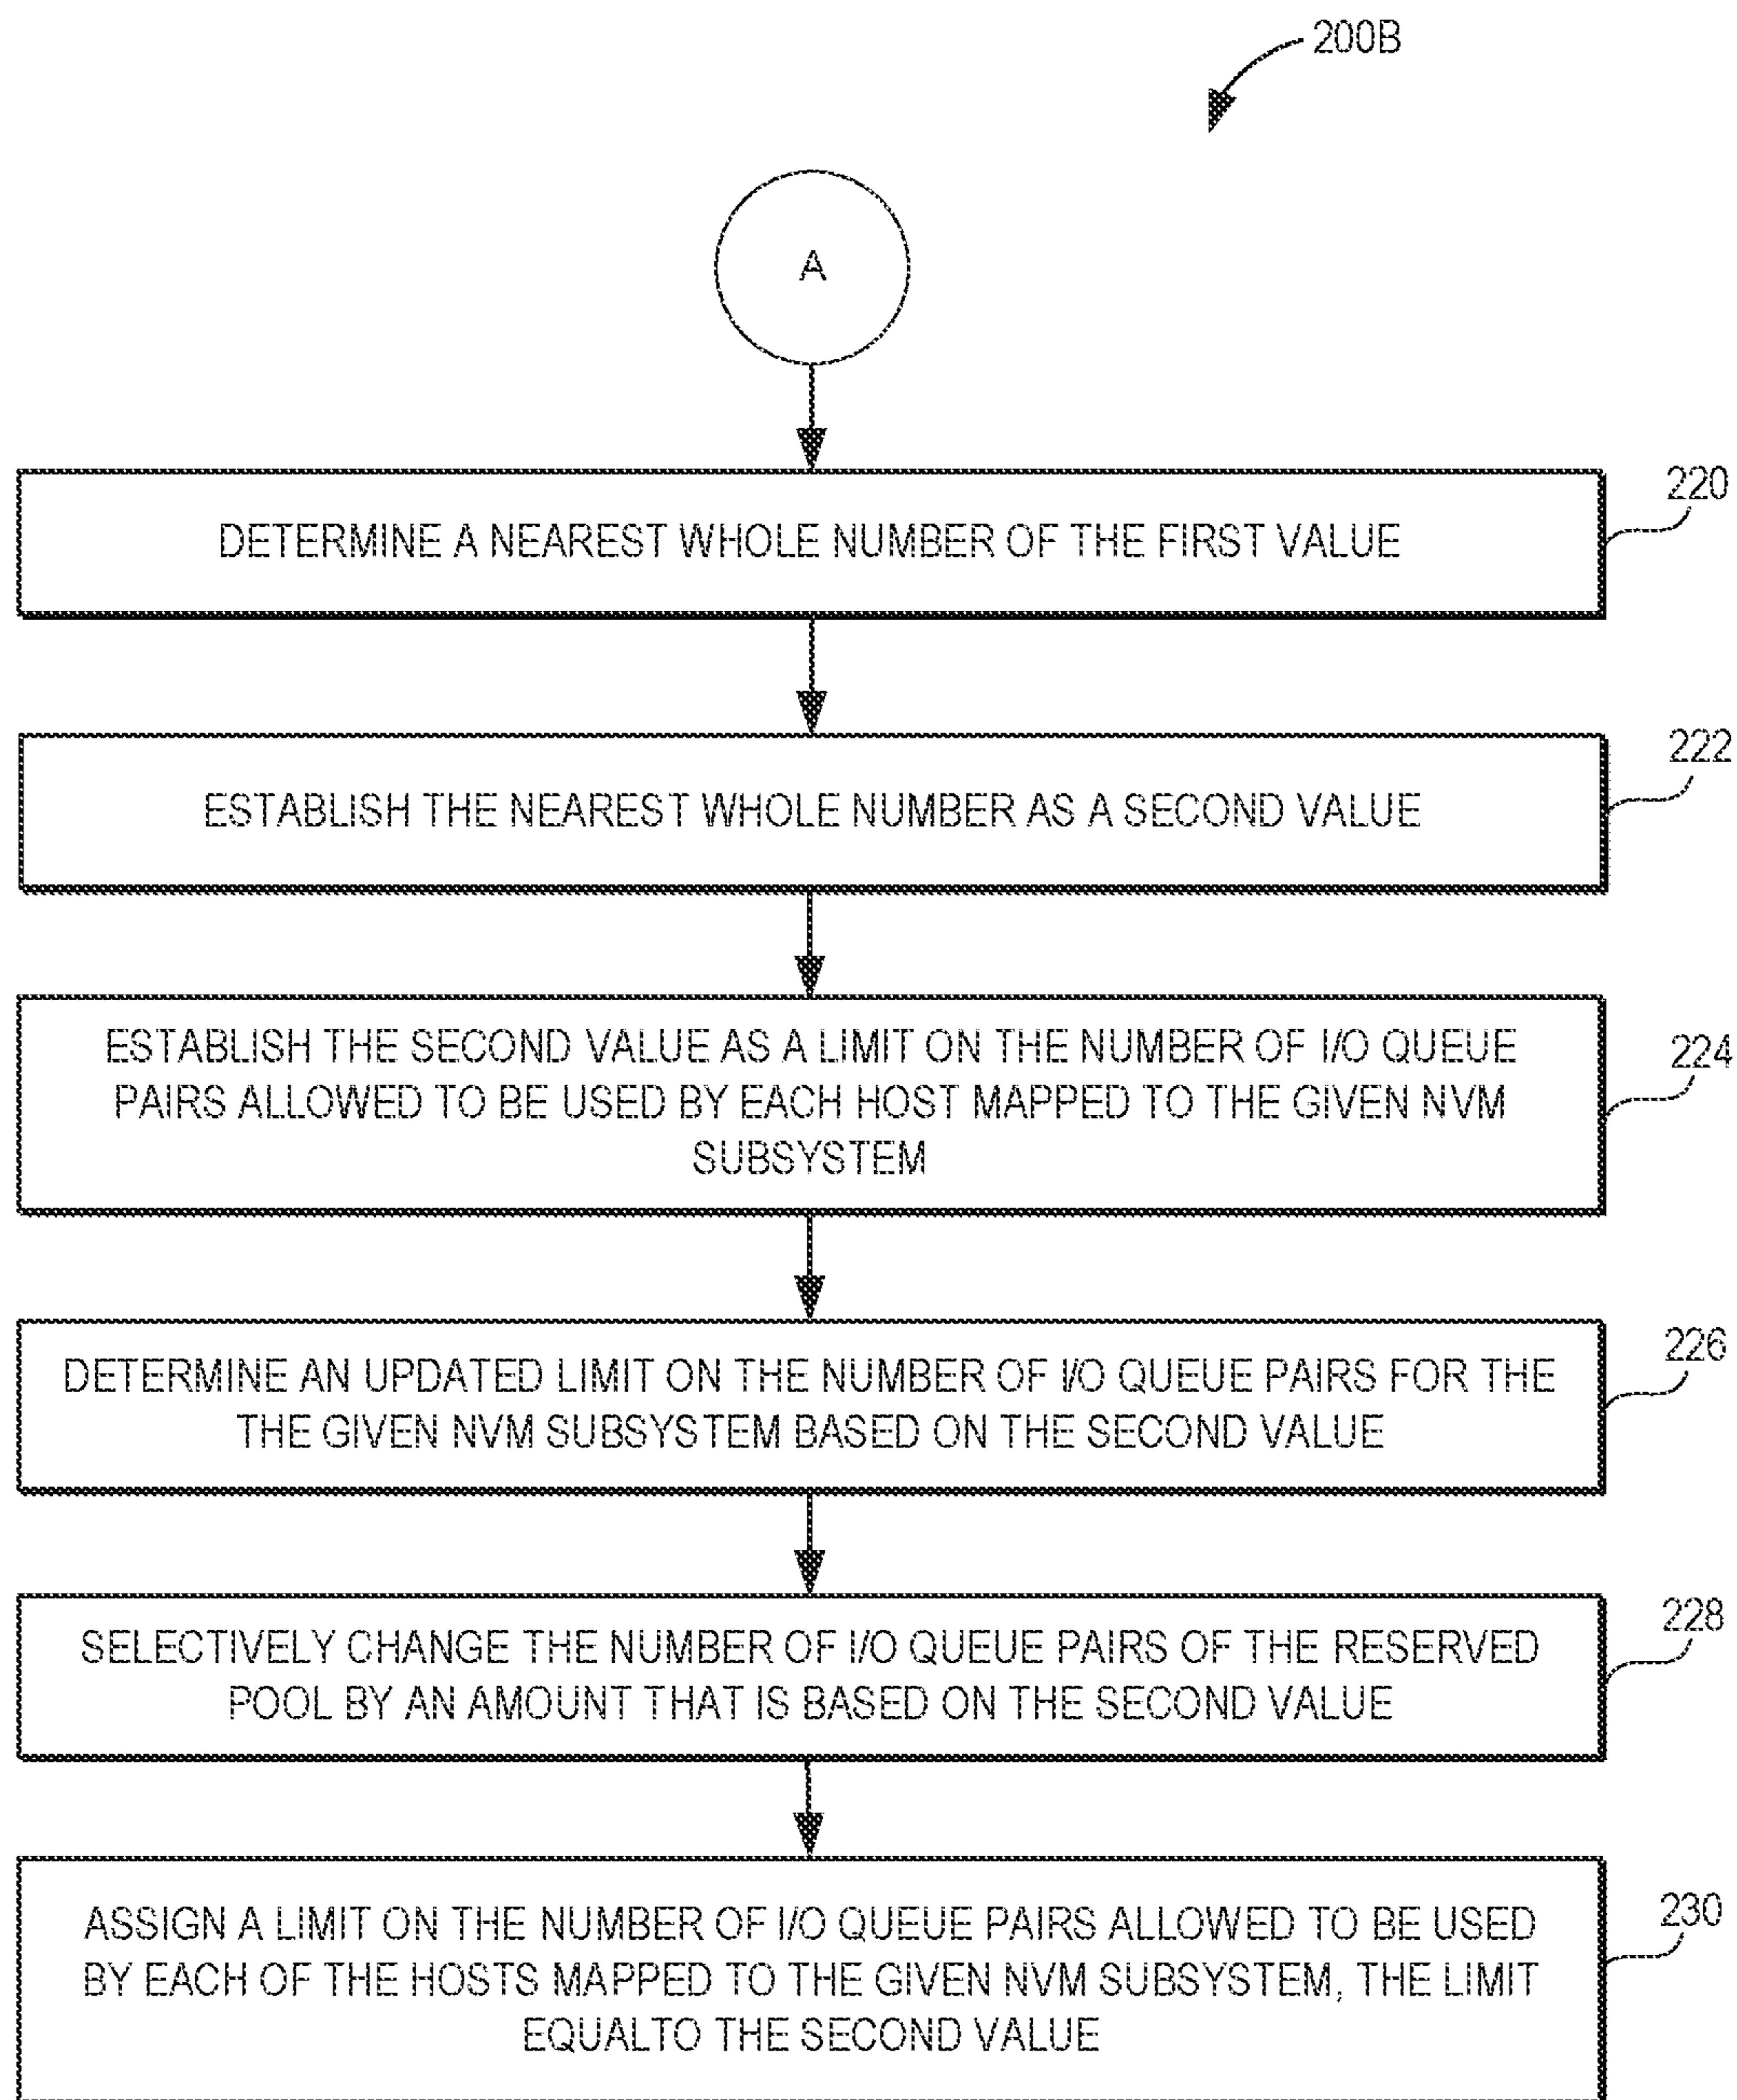 200B
A
DETERMINE A NEAREST WHOLE NUMBER OF THE FIRST VALUE
220
ESTABLISH THE NEAREST WHOLE NUMBER AS A SECOND VALUE
222
ESTABLISH THE SECOND VALUE AS A LIMIT ON THE NUMBER OF I/O QUEUE
PAIRS ALLOWED TO BE USED BY EACH HOST MAPPED TO THE GIVEN NVM
SUBSYSTEM
224
DETERMINE AN UPDATED LIMIT ON THE NUMBER OF I/O QUEUE PAIRS FOR THE
THE GIVEN NVM SUBSYSTEM BASED ON THE SECOND VALUE
226
SELECTIVELY CHANGE THE NUMBER OF I/O QUEUE PAIRS OF THE RESERVED
POOL BY AN AMOUNT THAT IS BASED ON THE SECOND VALUE
228
ASSIGN A LIMIT ON THE NUMBER OF I/O QUEUE PAIRS ALLOWED TO BE USED
BY EACH OF THE HOSTS MAPPED TO THE GIVEN NVM SUBSYSTEM, THE LIMIT
EQUALTO THE SECOND VALUE
230